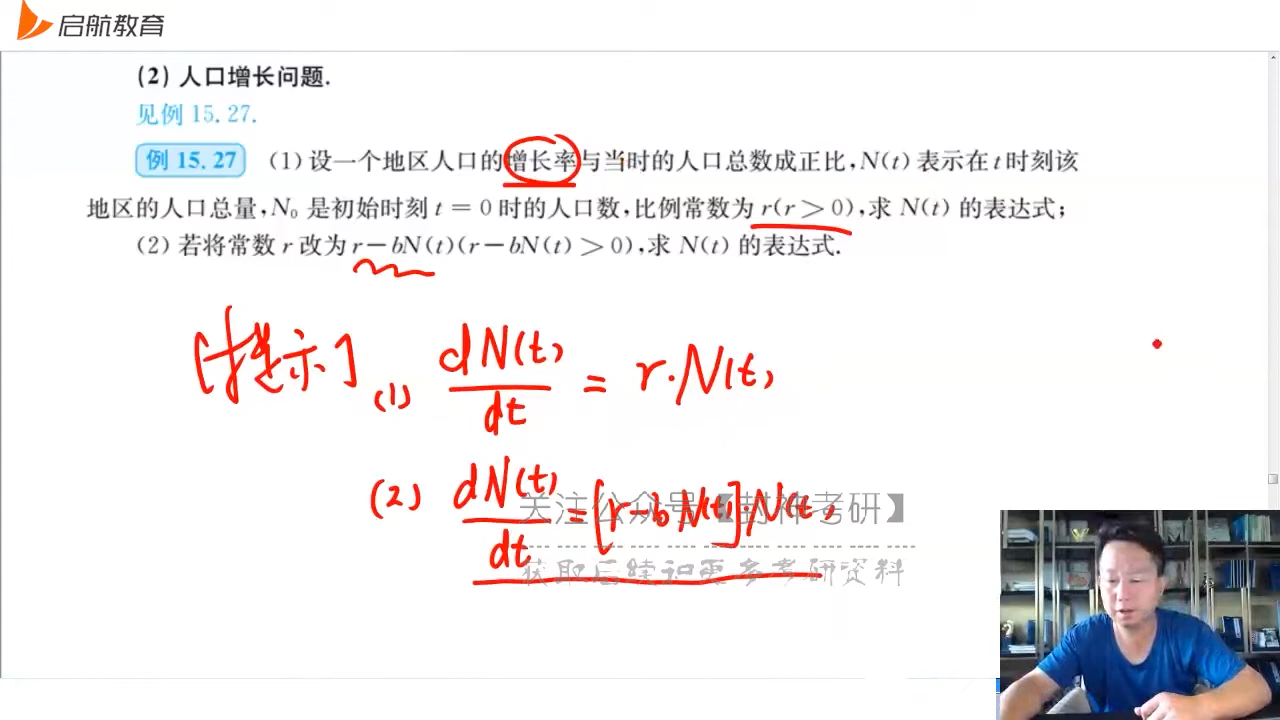 启航教育
(2) 人口增长问题.
见例 15.27.
例 15.27 (1) 设一个地区人口的增长率与当时的人口总数成正比, N(t) 表示在 t 时刻该
地区的人口总量, N₀ 是初始时刻 t = 0 时的人口数, 比例常数为 r(r > 0), 求 N(t) 的表达式;
(2) 若将常数 r 改为 r-bN(t)(r-bN(t) > 0), 求 N(t) 的表达式.
[提示] (1) dN(t)/dt = r·N(t)
(2) dN(t)/dt = [r-bN(t)]·N(t)
关注公众号【封神考研】
获取后续识更多考研资料